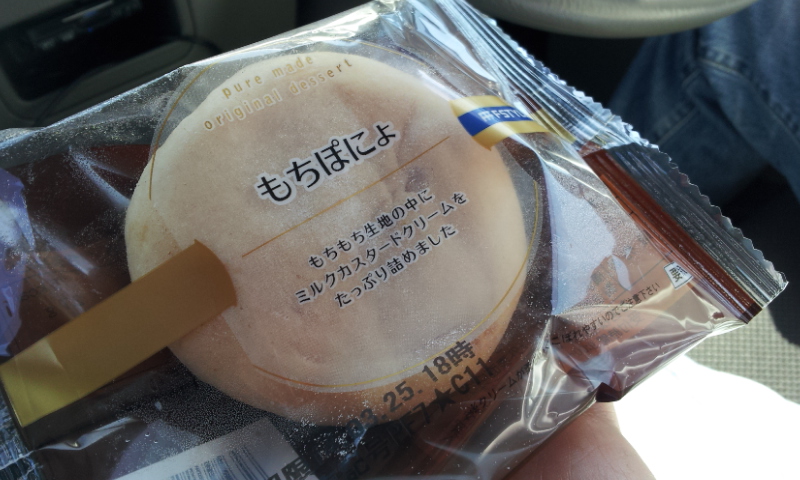 pure made
original dessert
もちぽにょ
もちもち生地の中に
ミルクカスタードクリームを
たっぷり詰めました
25.18時
★C11